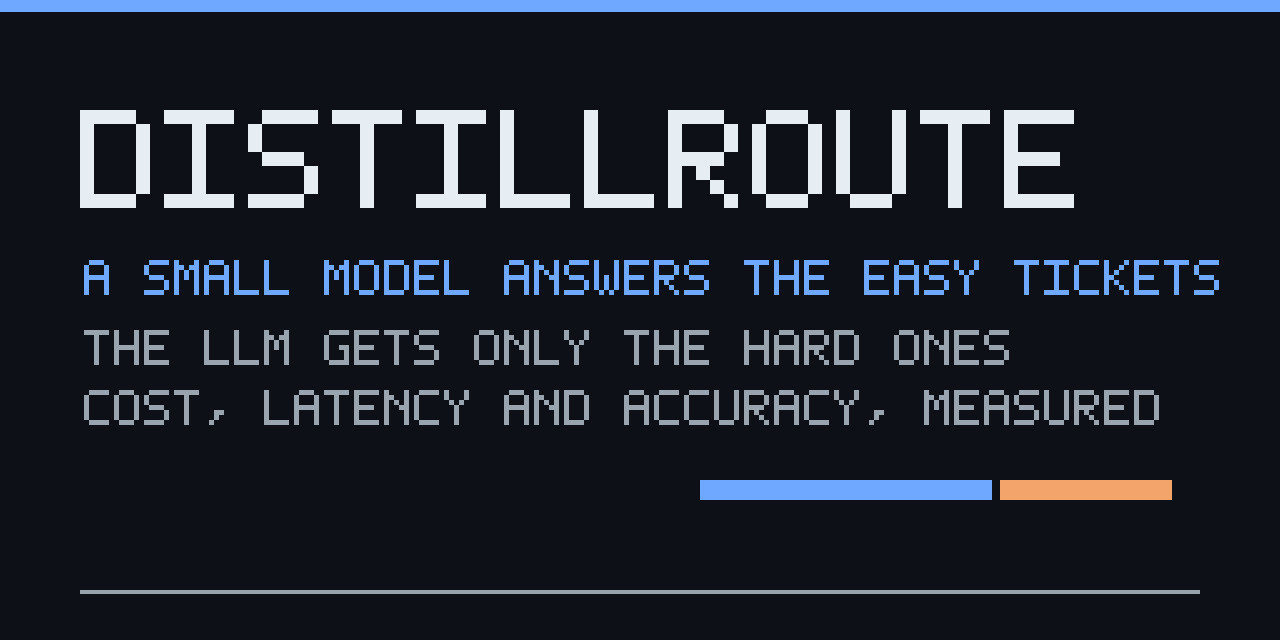 DISTILLROUTE
A SMALL MODEL ANSWERS THE EASY TICKETS
THE LLM GETS ONLY THE HARD ONES
COST, LATENCY AND ACCURACY, MEASURED